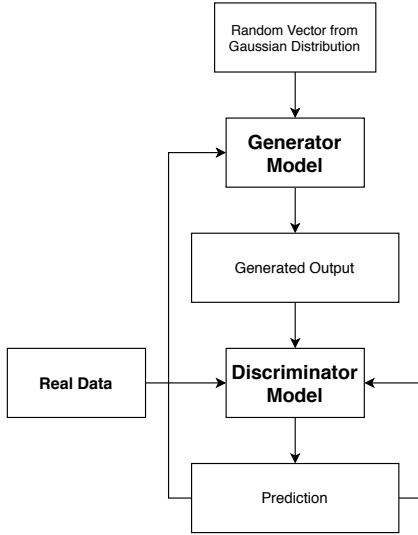 Random Vector from
Gaussian Distribution
Generator
Model
Generated Output
Real Data
Discriminator
Model
Prediction